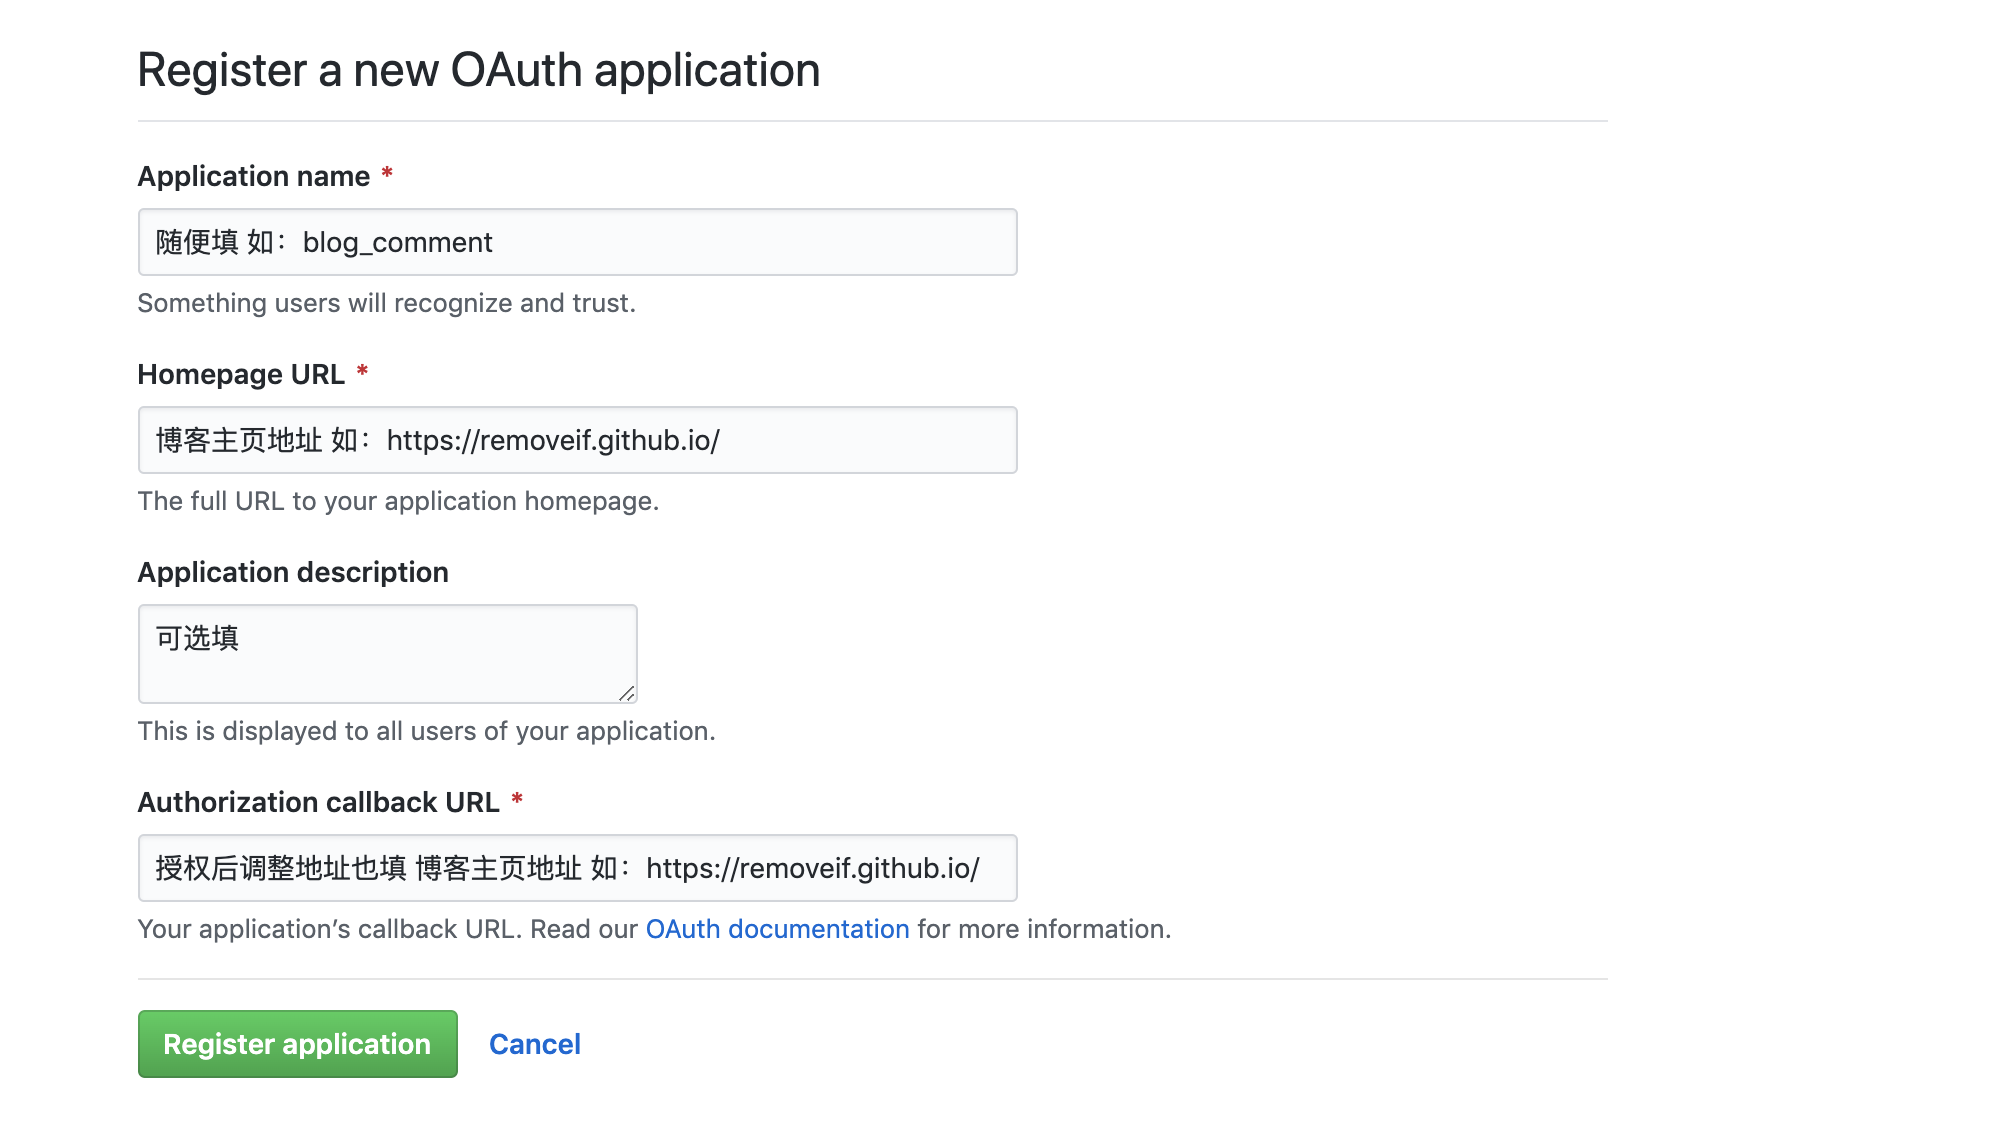 Register a new OAuth application
Application name *
随便填 如：blog_comment
Something users will recognize and trust.
Homepage URL *
博客主页地址 如：https://removeif.github.io/
The full URL to your application homepage.
Application description
可选填
This is displayed to all users of your application.
Authorization callback URL *
授权后调整地址也填 博客主页地址 如：https://removeif.github.io/
Your application’s callback URL. Read our OAuth documentation for more information.
Register application Cancel